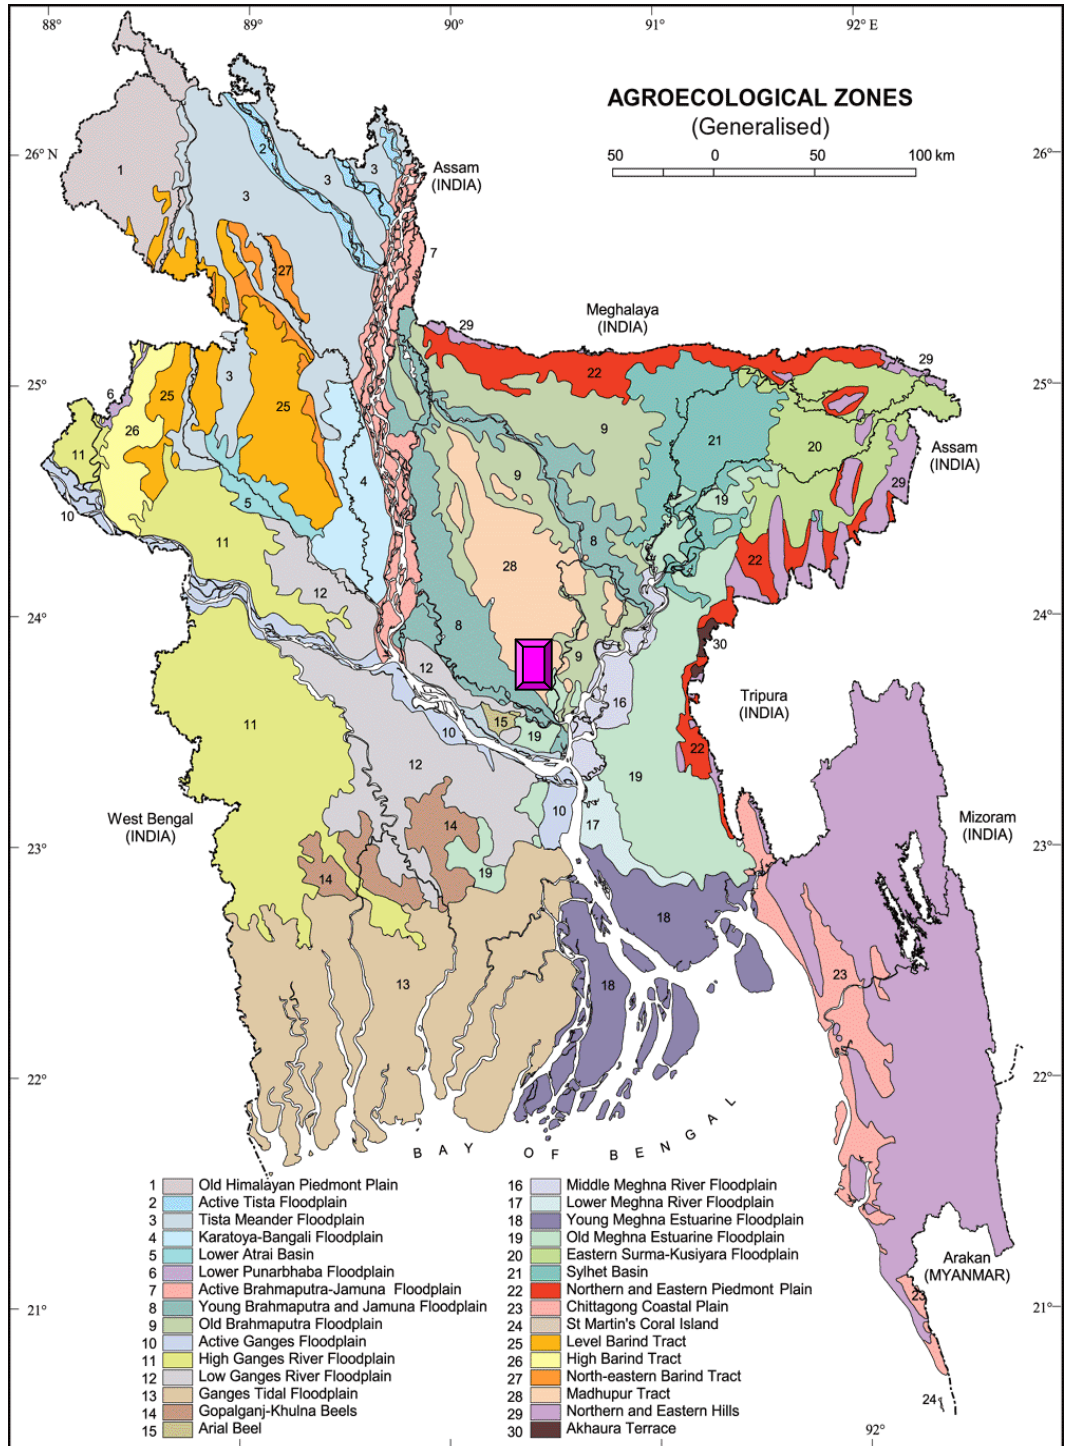 88°
89°
90°
91°
92° E
AGROECOLOGICAL ZONES
(Generalised)
50 0 50 100 km
26° N
26°
1
2
3
3
3
Assam
(INDIA)
7
27
Meghalaya
(INDIA)
29
29
25°
25°
6
3
25
25
22
9
21
20
26
11
4
9
19
Assam
(INDIA)
29
10
5
11
8
28
22
12
24°
24°
8
30
12
9
16
Tripura
(INDIA)
11
15
10
19
22
12
19
West Bengal
(INDIA)
10
17
Mizoram
(INDIA)
14
23°
23°
14
19
18
13
18
23
22°
22°
BAY OF BENGAL
1 Old Himalayan Piedmont Plain
2 Active Tista Floodplain
3 Tista Meander Floodplain
4 Karatoya-Bangali Floodplain
5 Lower Atrai Basin
6 Lower Punarbhaba Floodplain
7 Active Brahmaputra-Jamuna Floodplain
8 Young Brahmaputra and Jamuna Floodplain
9 Old Brahmaputra Floodplain
10 Active Ganges Floodplain
11 High Ganges River Floodplain
12 Low Ganges River Floodplain
13 Ganges Tidal Floodplain
14 Gopalganj-Khulna Beels
15 Arial Beel
16 Middle Meghna River Floodplain
17 Lower Meghna River Floodplain
18 Young Meghna Estuarine Floodplain
19 Old Meghna Estuarine Floodplain
20 Eastern Surma-Kusiyara Floodplain
21 Sylhet Basin
22 Northern and Eastern Piedmont Plain
23 Chittagong Coastal Plain
24 St Martin's Coral Island
25 Level Barind Tract
26 High Barind Tract
27 North-eastern Barind Tract
28 Madhupur Tract
29 Northern and Eastern Hills
30 Akhaura Terrace
Arakan
(MYANMAR)
23
21°
21°
24
89°
90°
92°